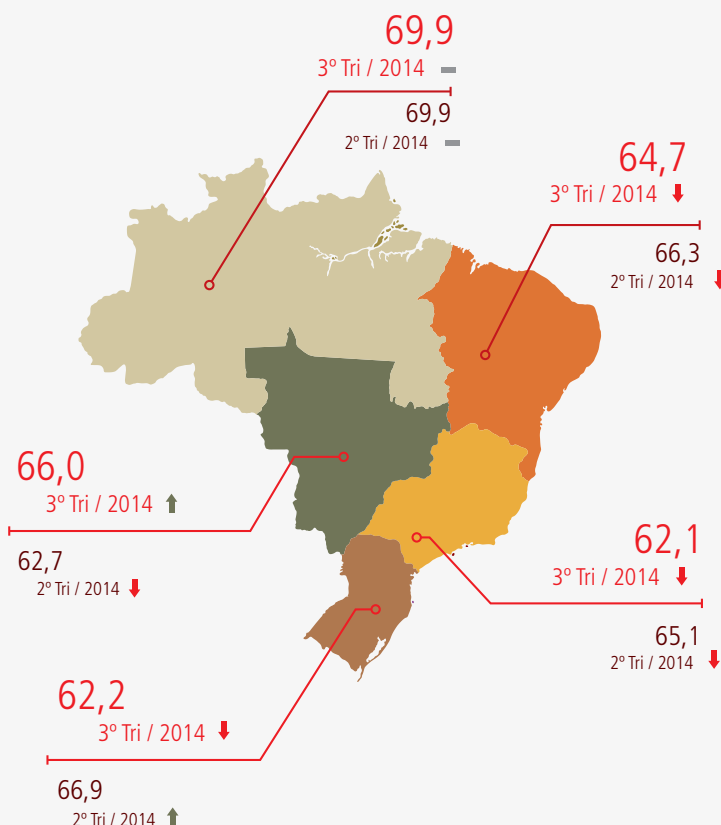 69,9
3º Tri / 2014
69,9
2º Tri / 2014
64,7
3º Tri / 2014
66,3
2º Tri / 2014
66,0
3º Tri / 2014
62,7
2º Tri / 2014
62,1
3º Tri / 2014
65,1
2º Tri / 2014
62,2
3º Tri / 2014
66,9
2º Tri / 2014